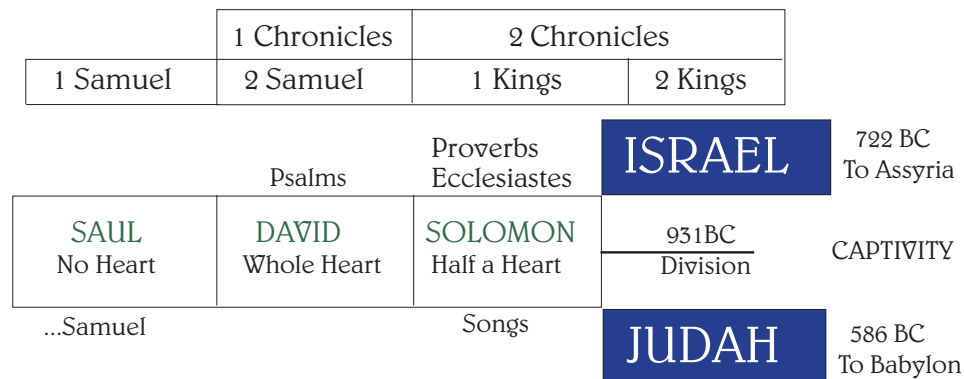 1 Chronicles 2 Chronicles
1 Samuel 2 Samuel 1 Kings 2 Kings
ISRAEL
722 BC
To Assyria
Psalms
Proverbs
Ecclesiastes
SAUL
No Heart
DAVID
Whole Heart
SOLOMON
Half a Heart
931BC
Division
CAPTIVITY
...Samuel
Songs
JUDAH
586 BC
To Babylon